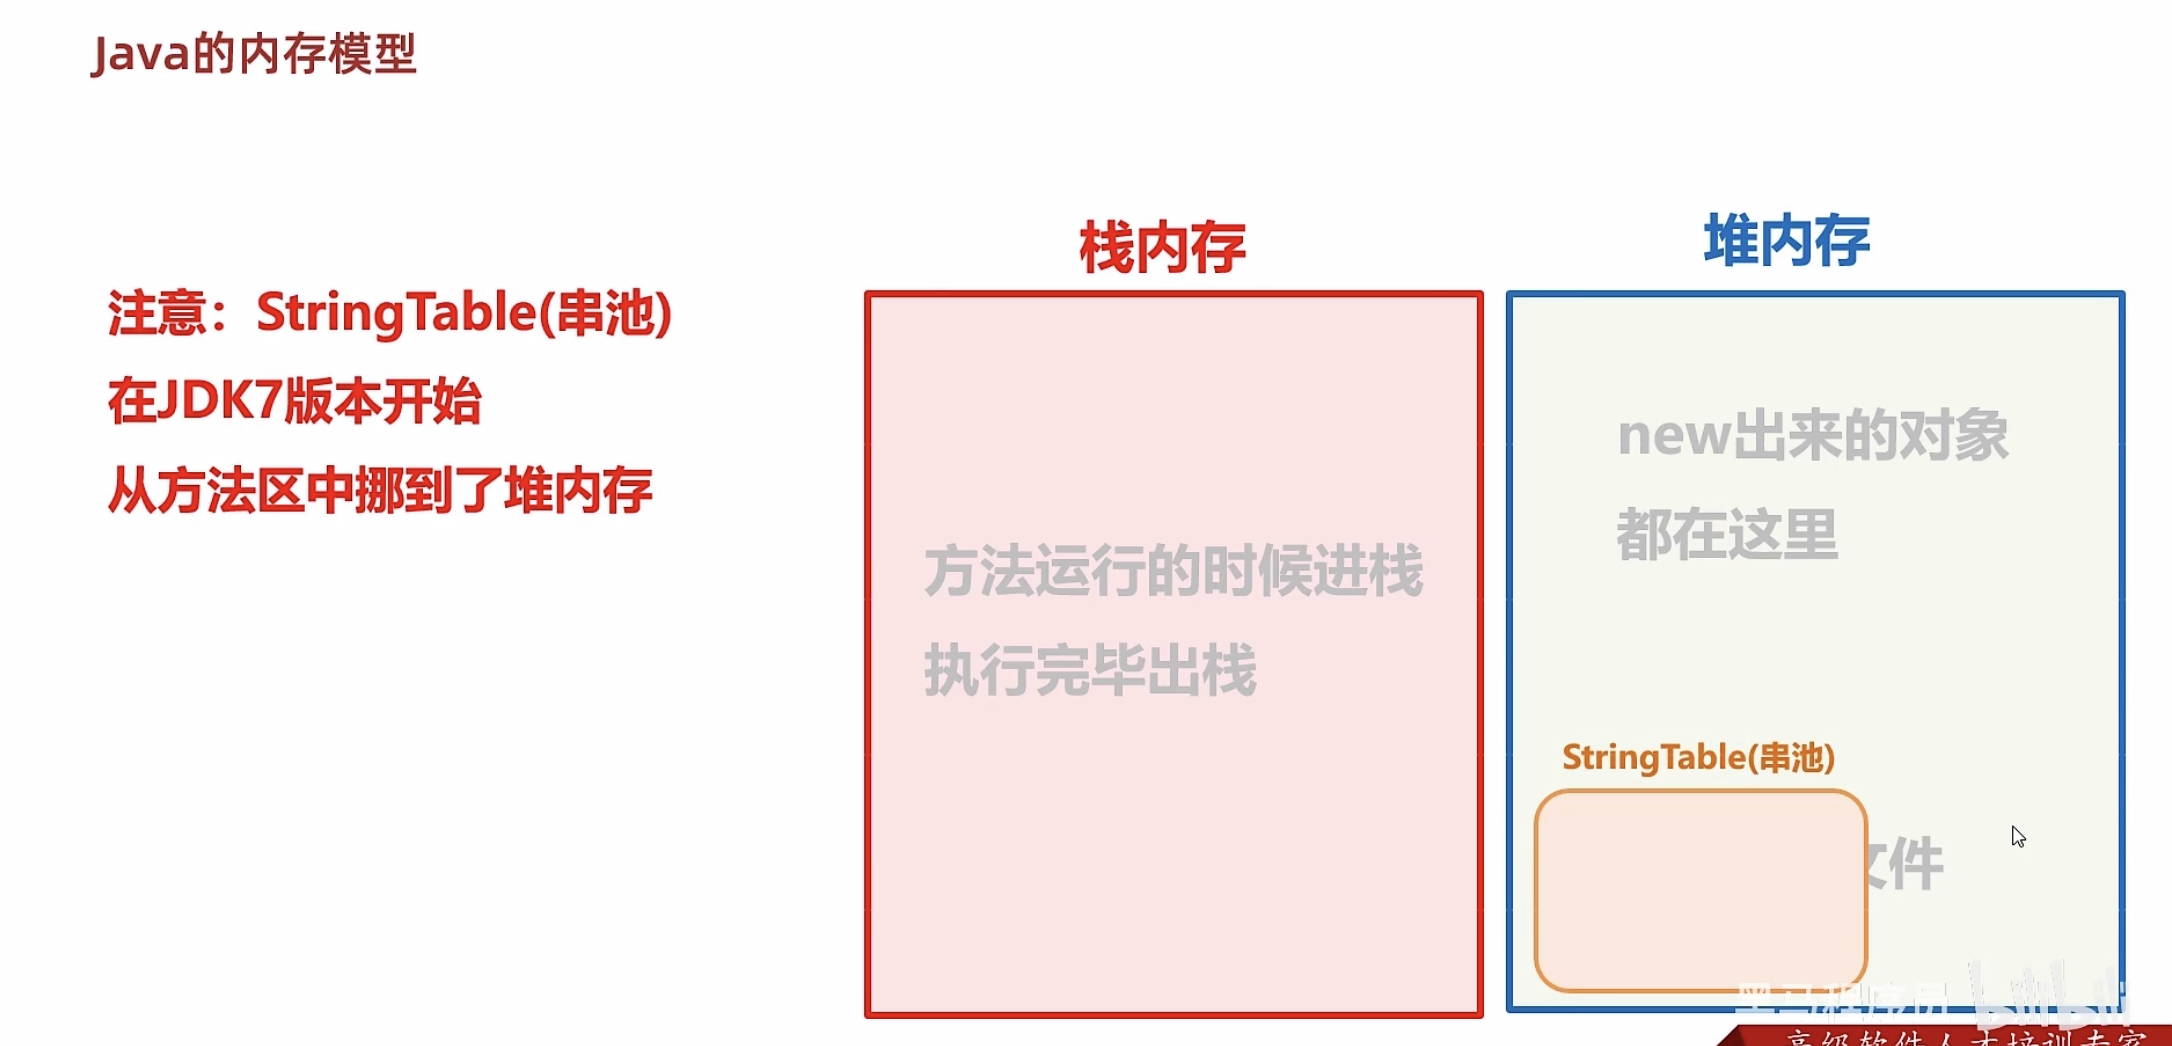 Java的内存模型
注意：StringTable(串池)
在JDK7版本开始
从方法区中挪到了堆内存
栈内存
方法运行的时候进栈
执行完毕出栈
堆内存
new出来的对象
都在这里
StringTable(串池)
文件
黑马程序员 bilibili
高级软件人才培训专家